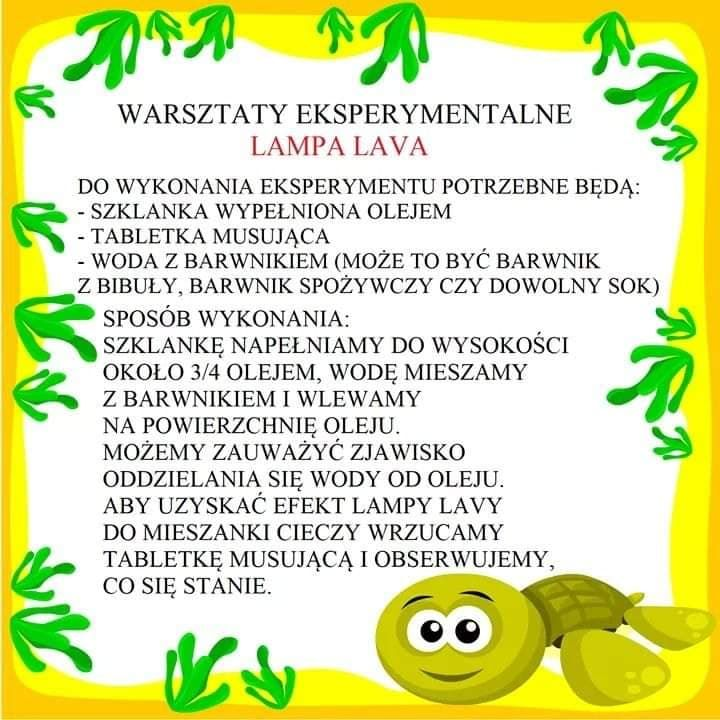 WARSZTATY EKSPERYMENTALNE
LAMPA LAVA
DO WYKONANIA EKSPERYMENTU POTRZEBNE BĘDĄ:
- SZKLANKA WYPEŁNIONA OLEJEM
- TABLETKA MUSUJĄCA
- WODA Z BARWNIKIEM (MOŻE TO BYĆ BARWNIK
Z BIBUŁY, BARWNIK SPOŻYWCZY CZY DOWOLNY SOK)
SPOSÓB WYKONANIA:
SZKLANKĘ NAPEŁNIAMY DO WYSOKOŚCI
OKOŁO 3/4 OLEJEM, WODĘ MIESZAMY
Z BARWNIKIEM I WLEWAMY
NA POWIERZCHNIĘ OLEJU.
MOŻEMY ZAUWAŻYĆ ZJAWISKO
ODDZIELANIA SIĘ WODY OD OLEJU.
ABY UZYSKAĆ EFEKT LAMPY LAVY
DO MIESZANKI CIECZY WRZUCAMY
TABLETKĘ MUSUJĄCĄ I OBSERWUJEMY,
CO SIĘ STANIE.